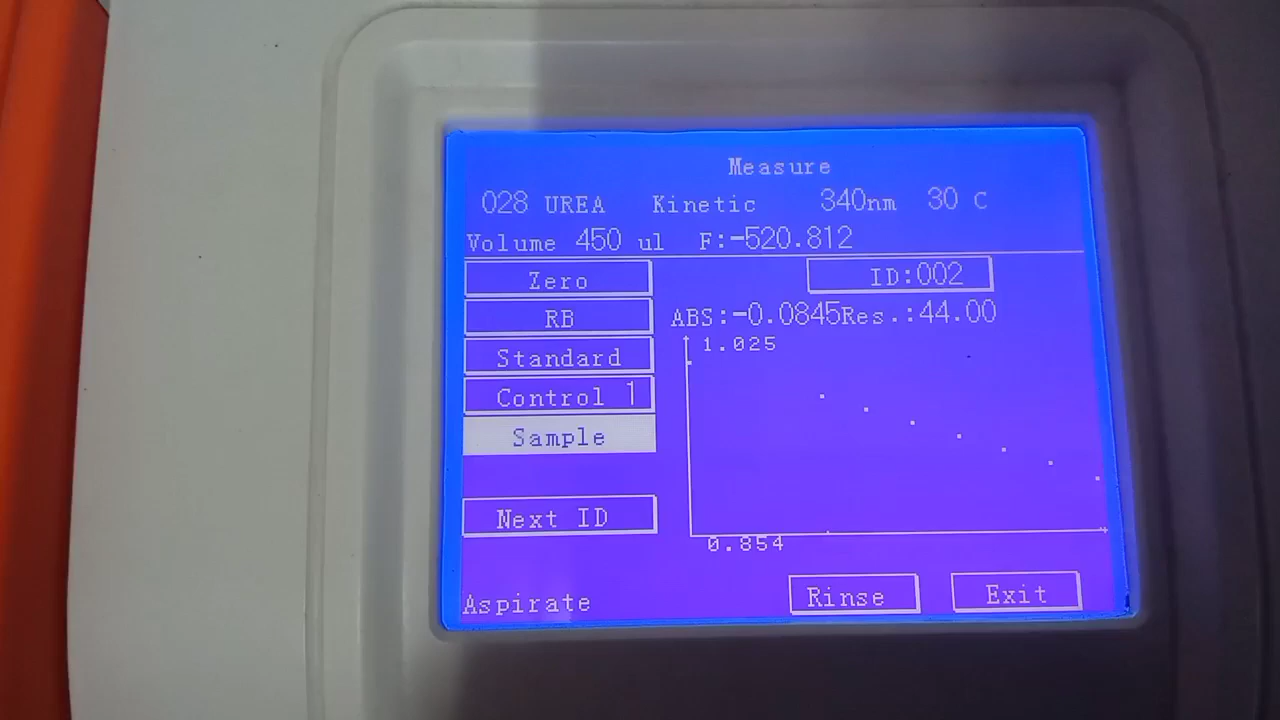 Measure
028 UREA Kinetic 340nm 30 C
Volume 450 ul F:-520.812
Zero
ID:002
RB
ABS:-0.0845Res.:44.00
1.025
Standard
Control 1
Sample
Next ID
0.854
Aspirate
Rinse
Exit